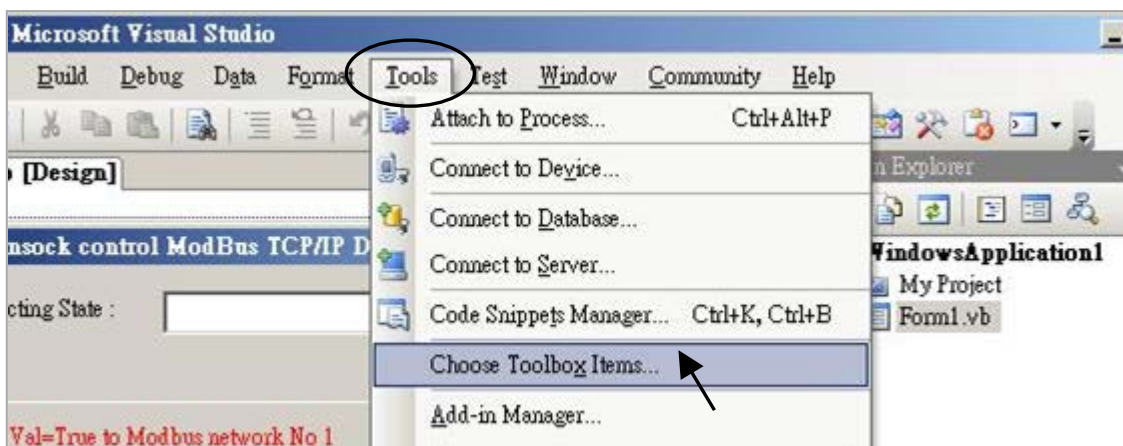 Microsoft Visual Studio
Build Debug Data Format Tools Test Window Community Help
Attach to Process... Ctrl+Alt+P
[Design]
Connect to Device...
n Explorer
Connect to Database...
nsock control ModBus TCP/IP D
WindowsApplication1
Connect to Server...
My Project
cting State :
Code Snippets Manager... Ctrl+K, Ctrl+B
Form1.vb
Choose Toolbox Items...
Add-in Manager...
Val=True to Modbus network No 1